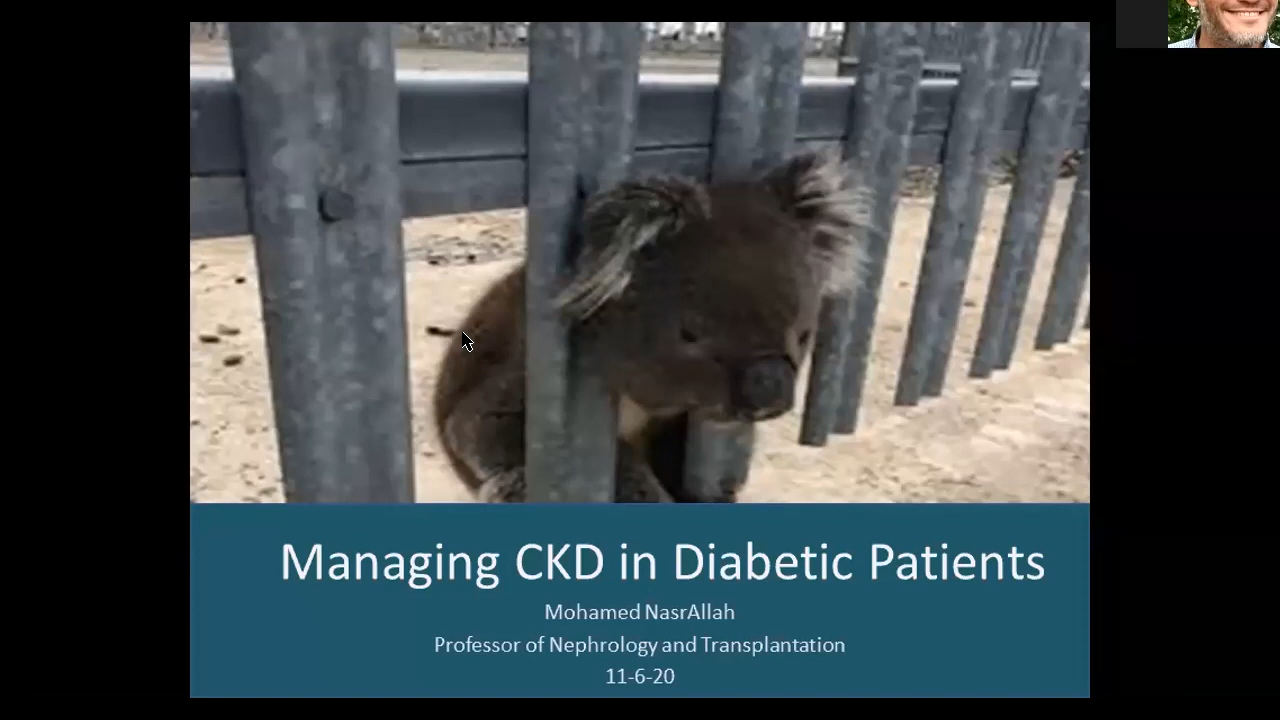 Managing CKD in Diabetic Patients
Mohamed NasrAllah
Professor of Nephrology and Transplantation
11-6-20